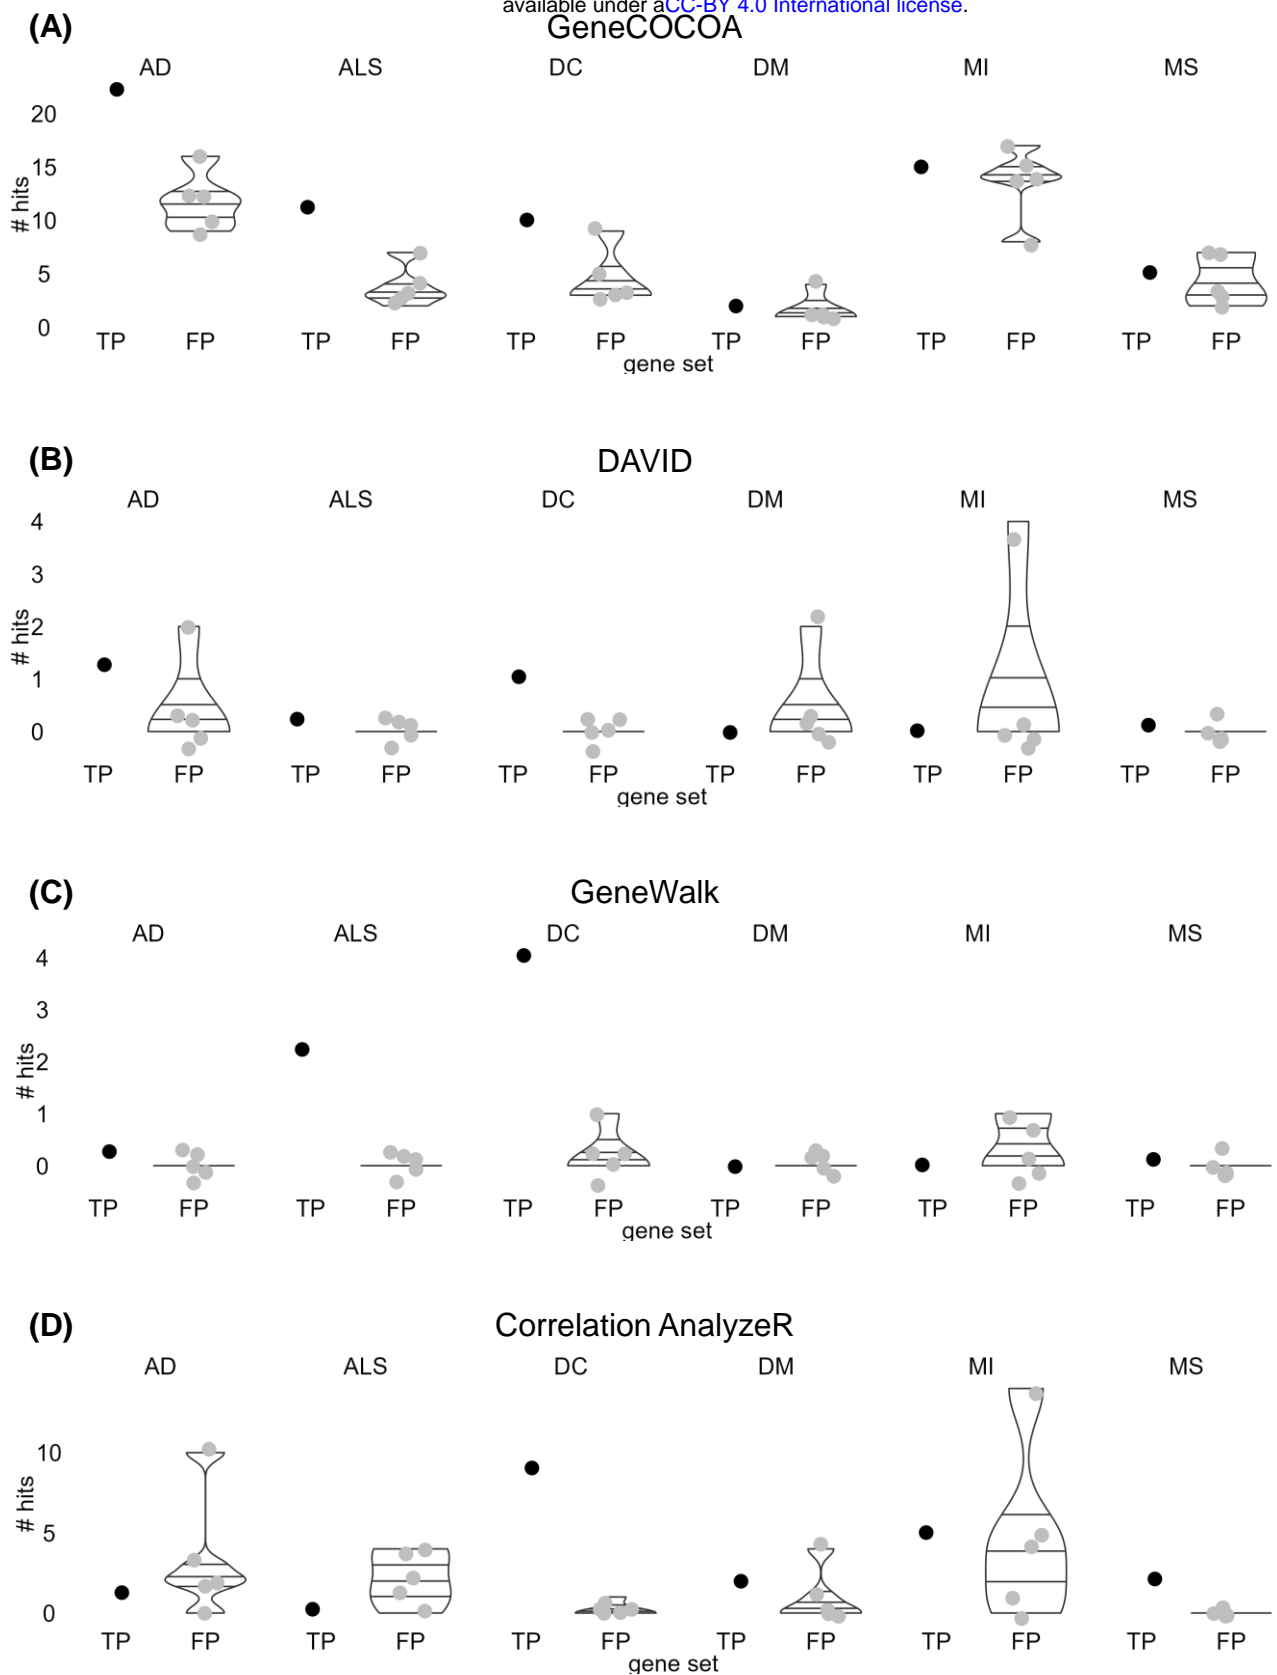 available under aCC-BY 4.0 International license.
(A)
GeneCOCOA
AD ALS DC DM MI MS
20
15
10
5
0
# hits
TP FP TP FP TP FP TP FP TP FP TP FP
gene set
(B)
DAVID
AD ALS DC DM MI MS
4
3
2
1
0
# hits
TP FP TP FP TP FP TP FP TP FP TP FP
gene set
(C)
GeneWalk
AD ALS DC DM MI MS
4
3
2
1
0
# hits
TP FP TP FP TP FP TP FP TP FP TP FP
gene set
(D)
Correlation AnalyzeR
AD ALS DC DM MI MS
10
5
0
# hits
TP FP TP FP TP FP TP FP TP FP TP FP
gene set